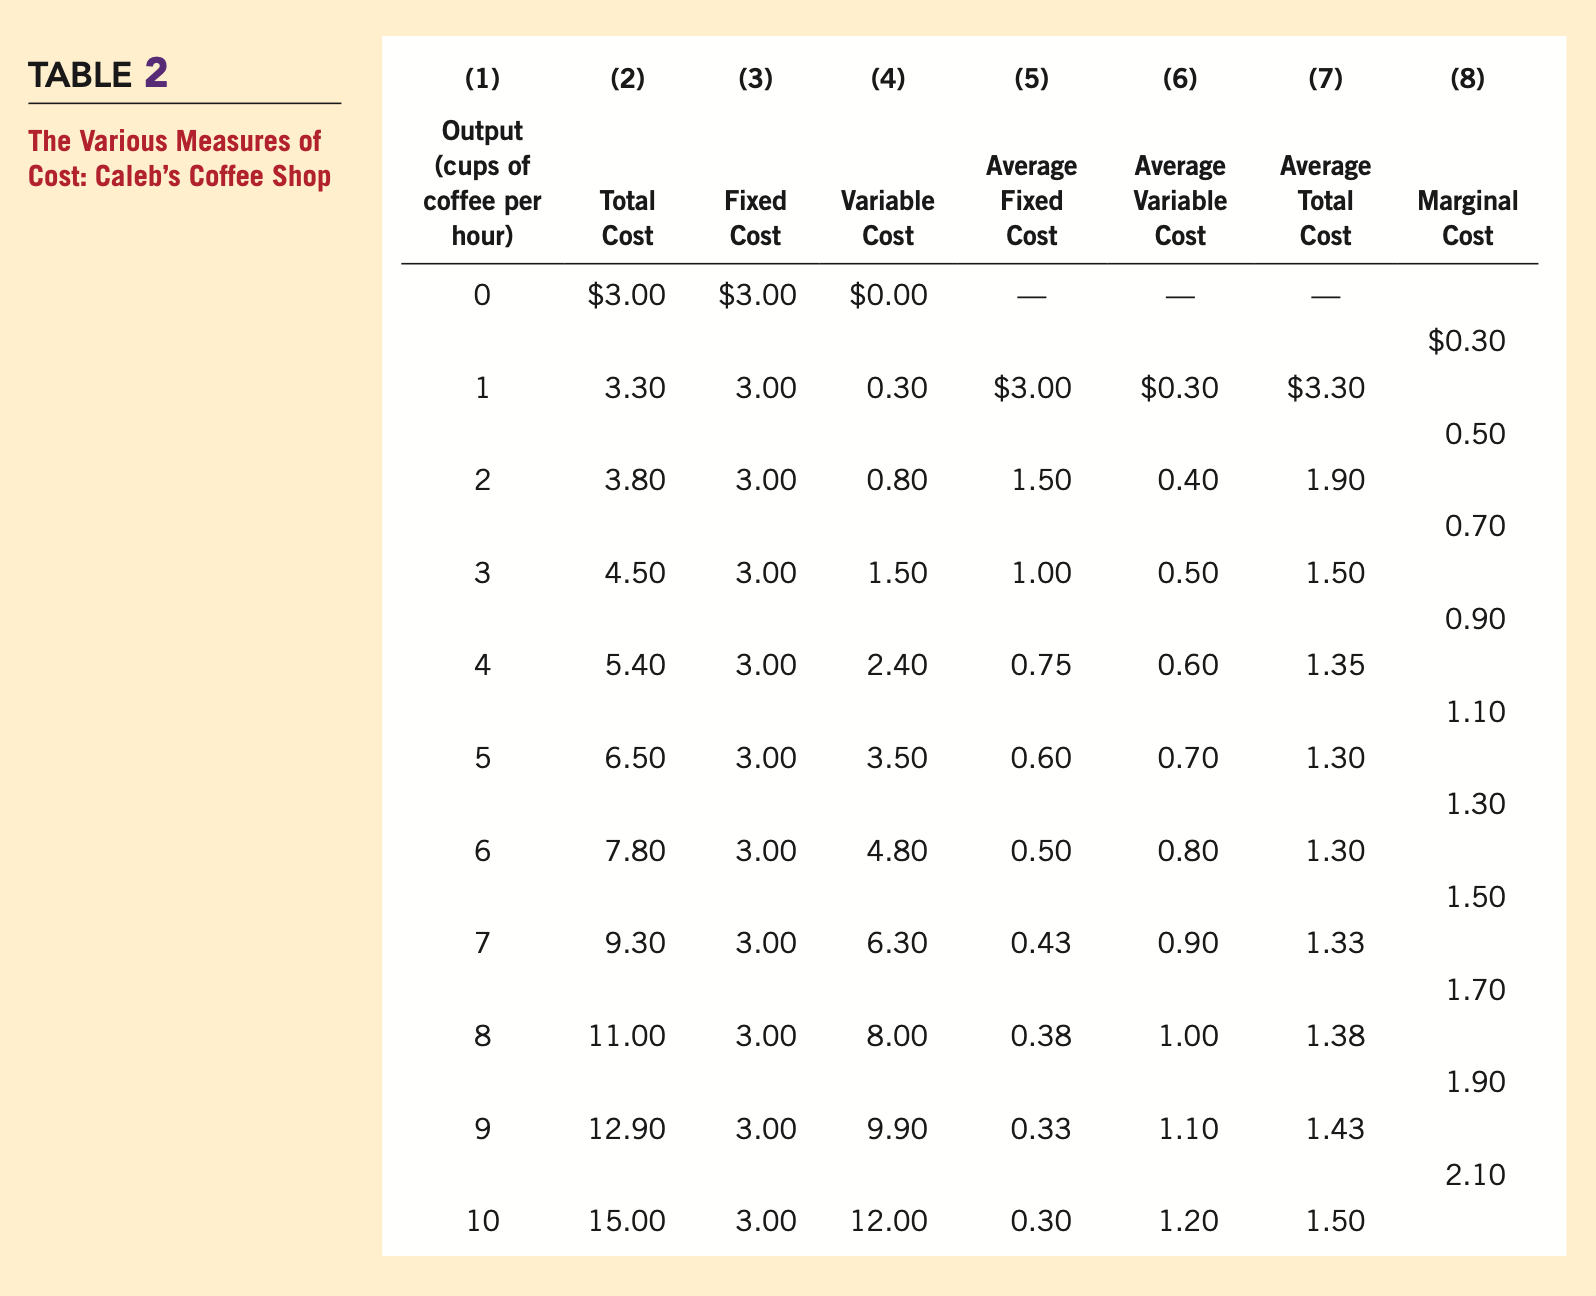 TABLE 2
The Various Measures of
Cost: Caleb’s Coffee Shop
(1) (2) (3) (4) (5) (6) (7) (8)
Output
(cups of Average Average Average
coffee per Total Fixed Variable Fixed Variable Total Marginal
hour) Cost Cost Cost Cost Cost Cost Cost
0 $3.00 $3.00 $0.00 — — —
$0.30
1 3.30 3.00 0.30 $3.00 $0.30 $3.30
0.50
2 3.80 3.00 0.80 1.50 0.40 1.90
0.70
3 4.50 3.00 1.50 1.00 0.50 1.50
0.90
4 5.40 3.00 2.40 0.75 0.60 1.35
1.10
5 6.50 3.00 3.50 0.60 0.70 1.30
1.30
6 7.80 3.00 4.80 0.50 0.80 1.30
1.50
7 9.30 3.00 6.30 0.43 0.90 1.33
1.70
8 11.00 3.00 8.00 0.38 1.00 1.38
1.90
9 12.90 3.00 9.90 0.33 1.10 1.43
2.10
10 15.00 3.00 12.00 0.30 1.20 1.50